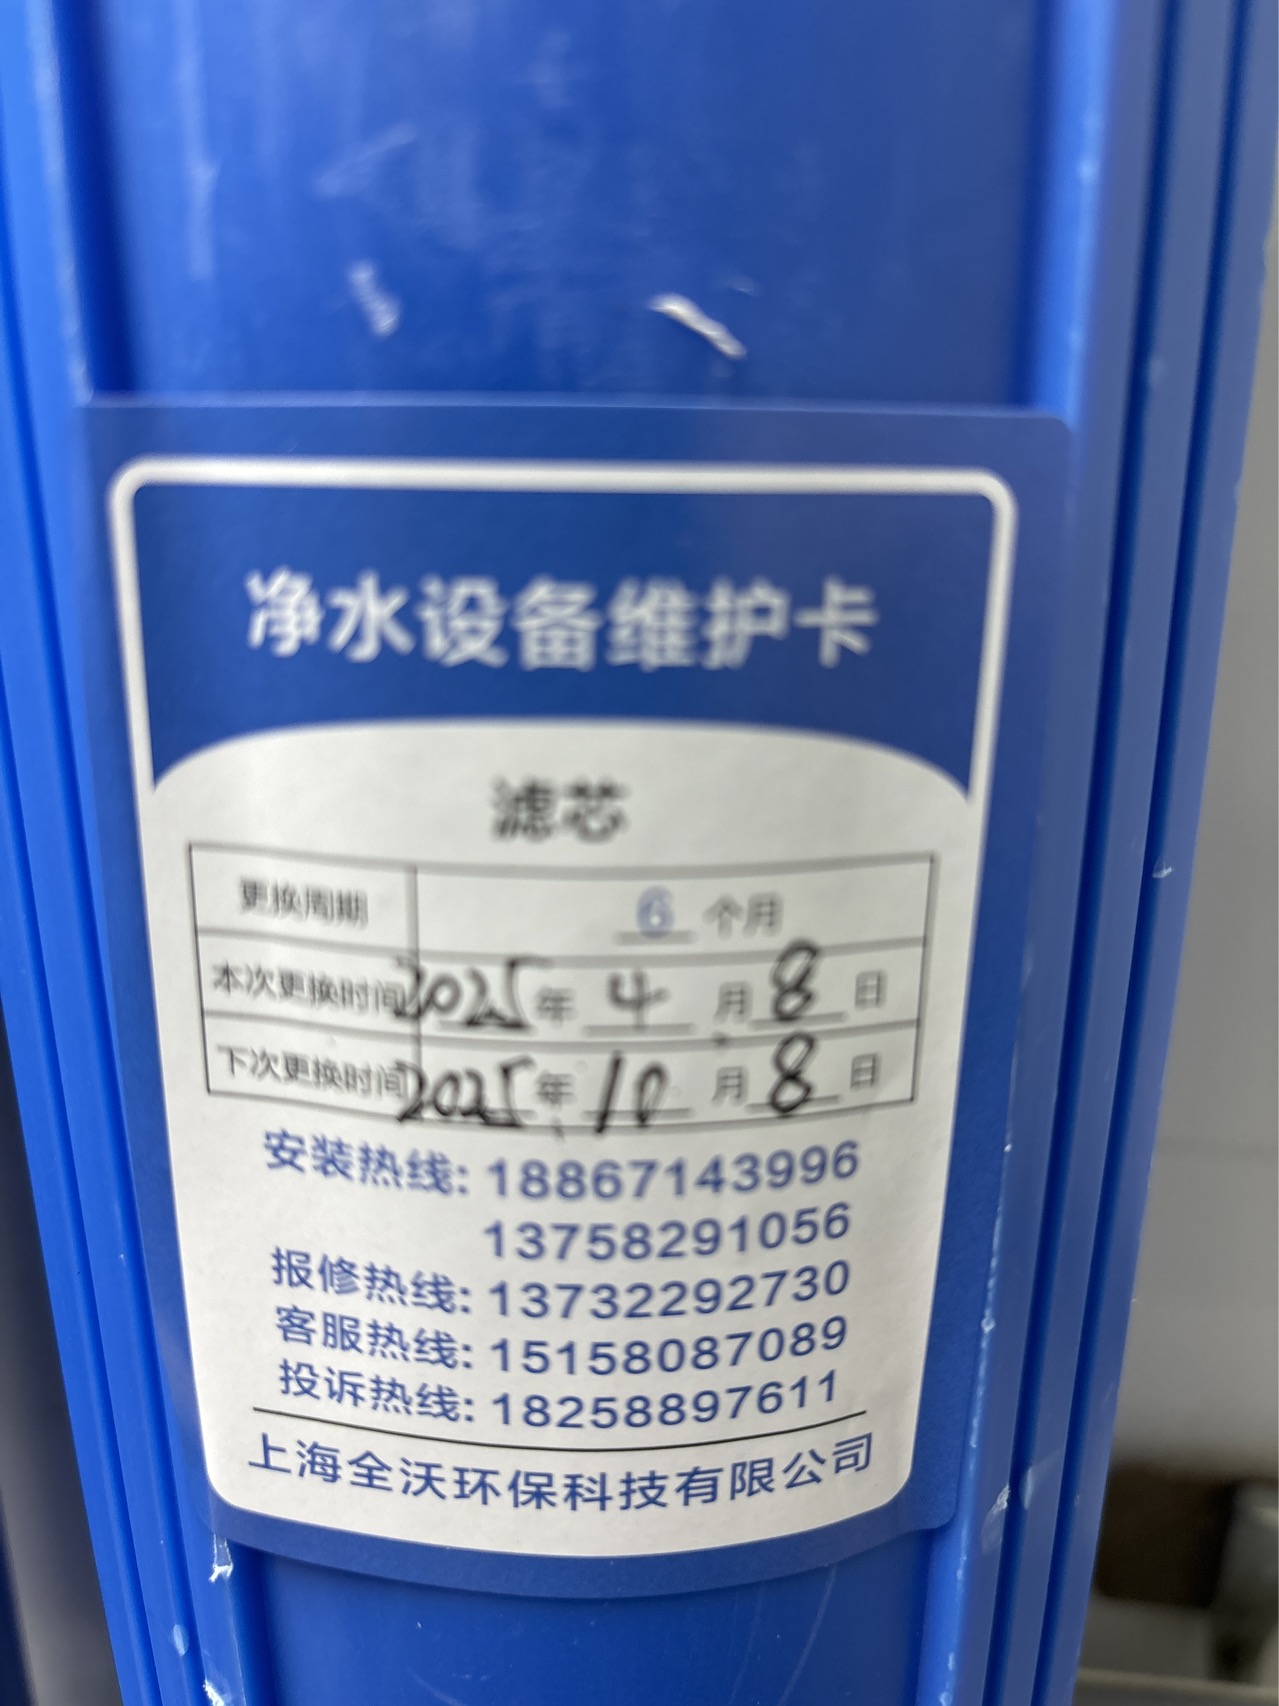 净水设备维护卡
滤芯
更换周期 6 个月
本次更换时间 2025 年 4 月 8 日
下次更换时间 2025 年 10 月 8 日
安装热线: 18867143996
13758291056
报修热线: 13732292730
客服热线: 15158087089
投诉热线: 18258897611
上海全沃环保科技有限公司